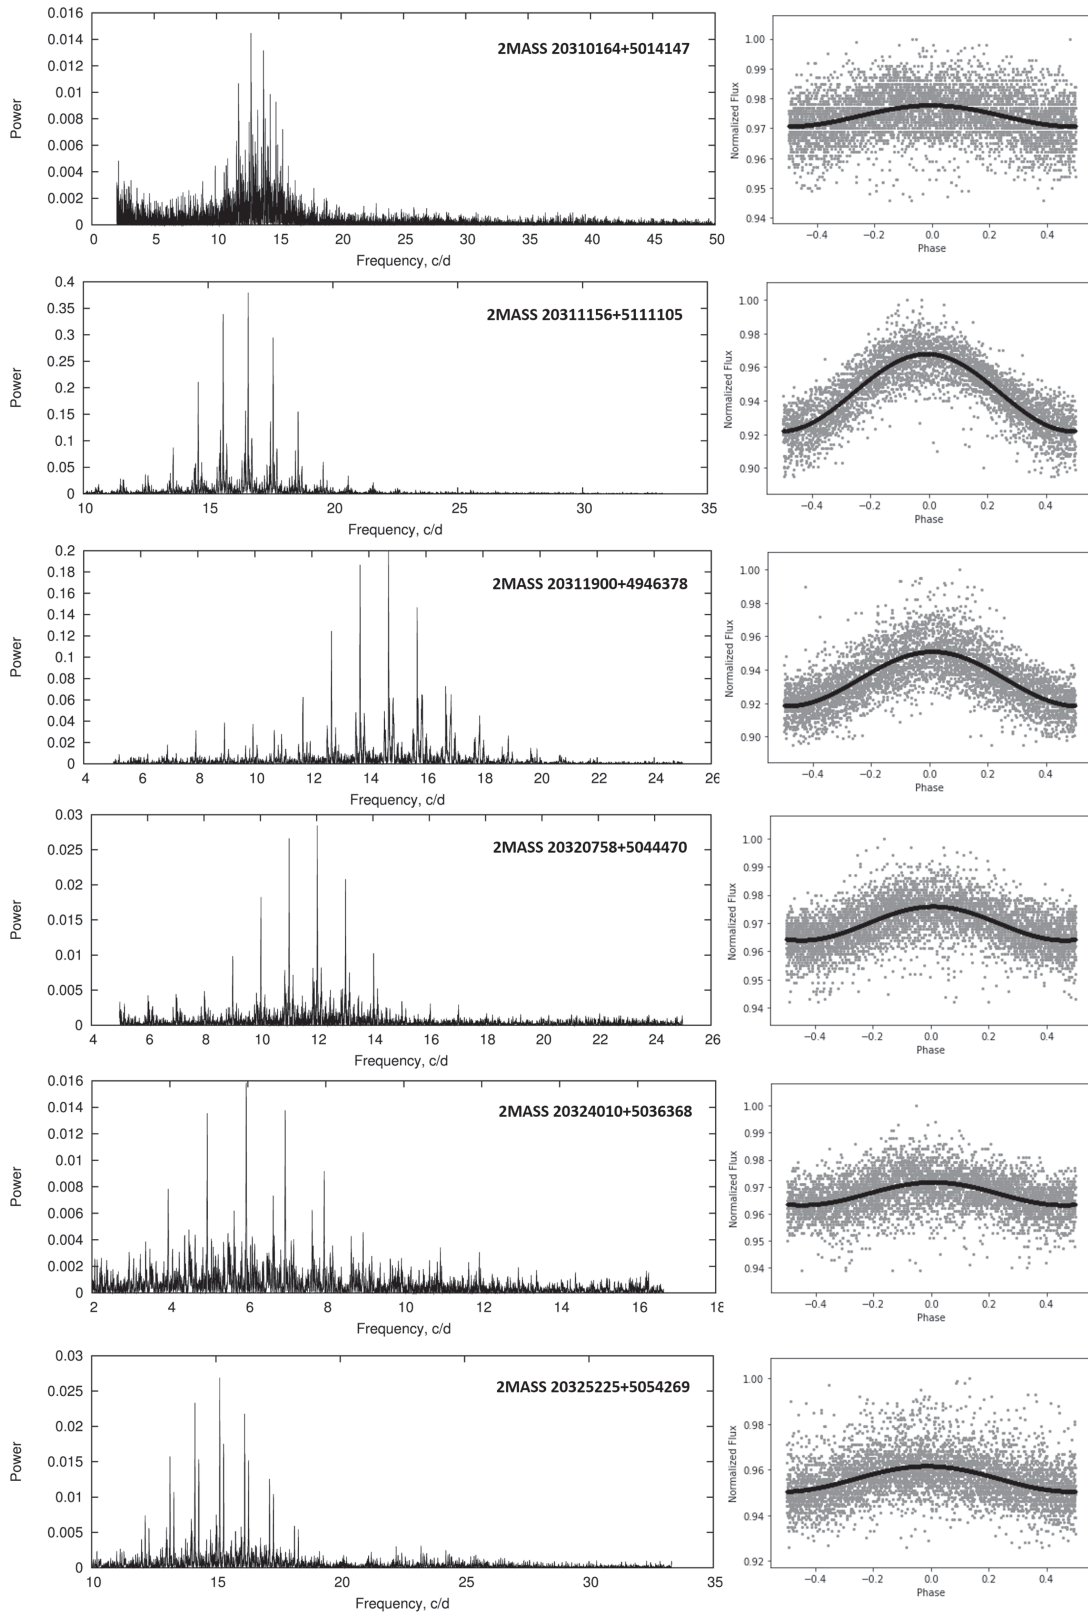 0.016
0.014
0.012
0.01
0.008
0.006
0.004
0.002
0
Power
2MASS 20310164+5014147
0 5 10 15 20 25 30 35 40 45 50
Frequency, c/d
1.00
0.99
0.98
0.97
0.96
0.95
0.94
Normalized Flux
−0.4 −0.2 0.0 0.2 0.4
Phase
0.4
0.35
0.3
0.25
0.2
0.15
0.1
0.05
0
Power
2MASS 20311156+5111105
10 15 20 25 30 35
Frequency, c/d
1.00
0.98
0.96
0.94
0.92
0.90
Normalized Flux
−0.4 −0.2 0.0 0.2 0.4
Phase
0.2
0.18
0.16
0.14
0.12
0.1
0.08
0.06
0.04
0.02
0
Power
2MASS 20311900+4946378
4 6 8 10 12 14 16 18 20 22 24 26
Frequency, c/d
1.00
0.98
0.96
0.94
0.92
0.90
Normalized Flux
−0.4 −0.2 0.0 0.2 0.4
Phase
0.03
0.025
0.02
0.015
0.01
0.005
0
Power
2MASS 20320758+5044470
4 6 8 10 12 14 16 18 20 22 24 26
Frequency, c/d
1.00
0.99
0.98
0.97
0.96
0.95
0.94
Normalized Flux
−0.4 −0.2 0.0 0.2 0.4
Phase
0.016
0.014
0.012
0.01
0.008
0.006
0.004
0.002
0
Power
2MASS 20324010+5036368
2 4 6 8 10 12 14 16 18
Frequency, c/d
1.00
0.99
0.98
0.97
0.96
0.95
0.94
Normalized Flux
−0.4 −0.2 0.0 0.2 0.4
Phase
0.03
0.025
0.02
0.015
0.01
0.005
0
Power
2MASS 20325225+5054269
10 15 20 25 30 35
Frequency, c/d
1.00
0.98
0.96
0.94
0.92
Normalized Flux
−0.4 −0.2 0.0 0.2 0.4
Phase